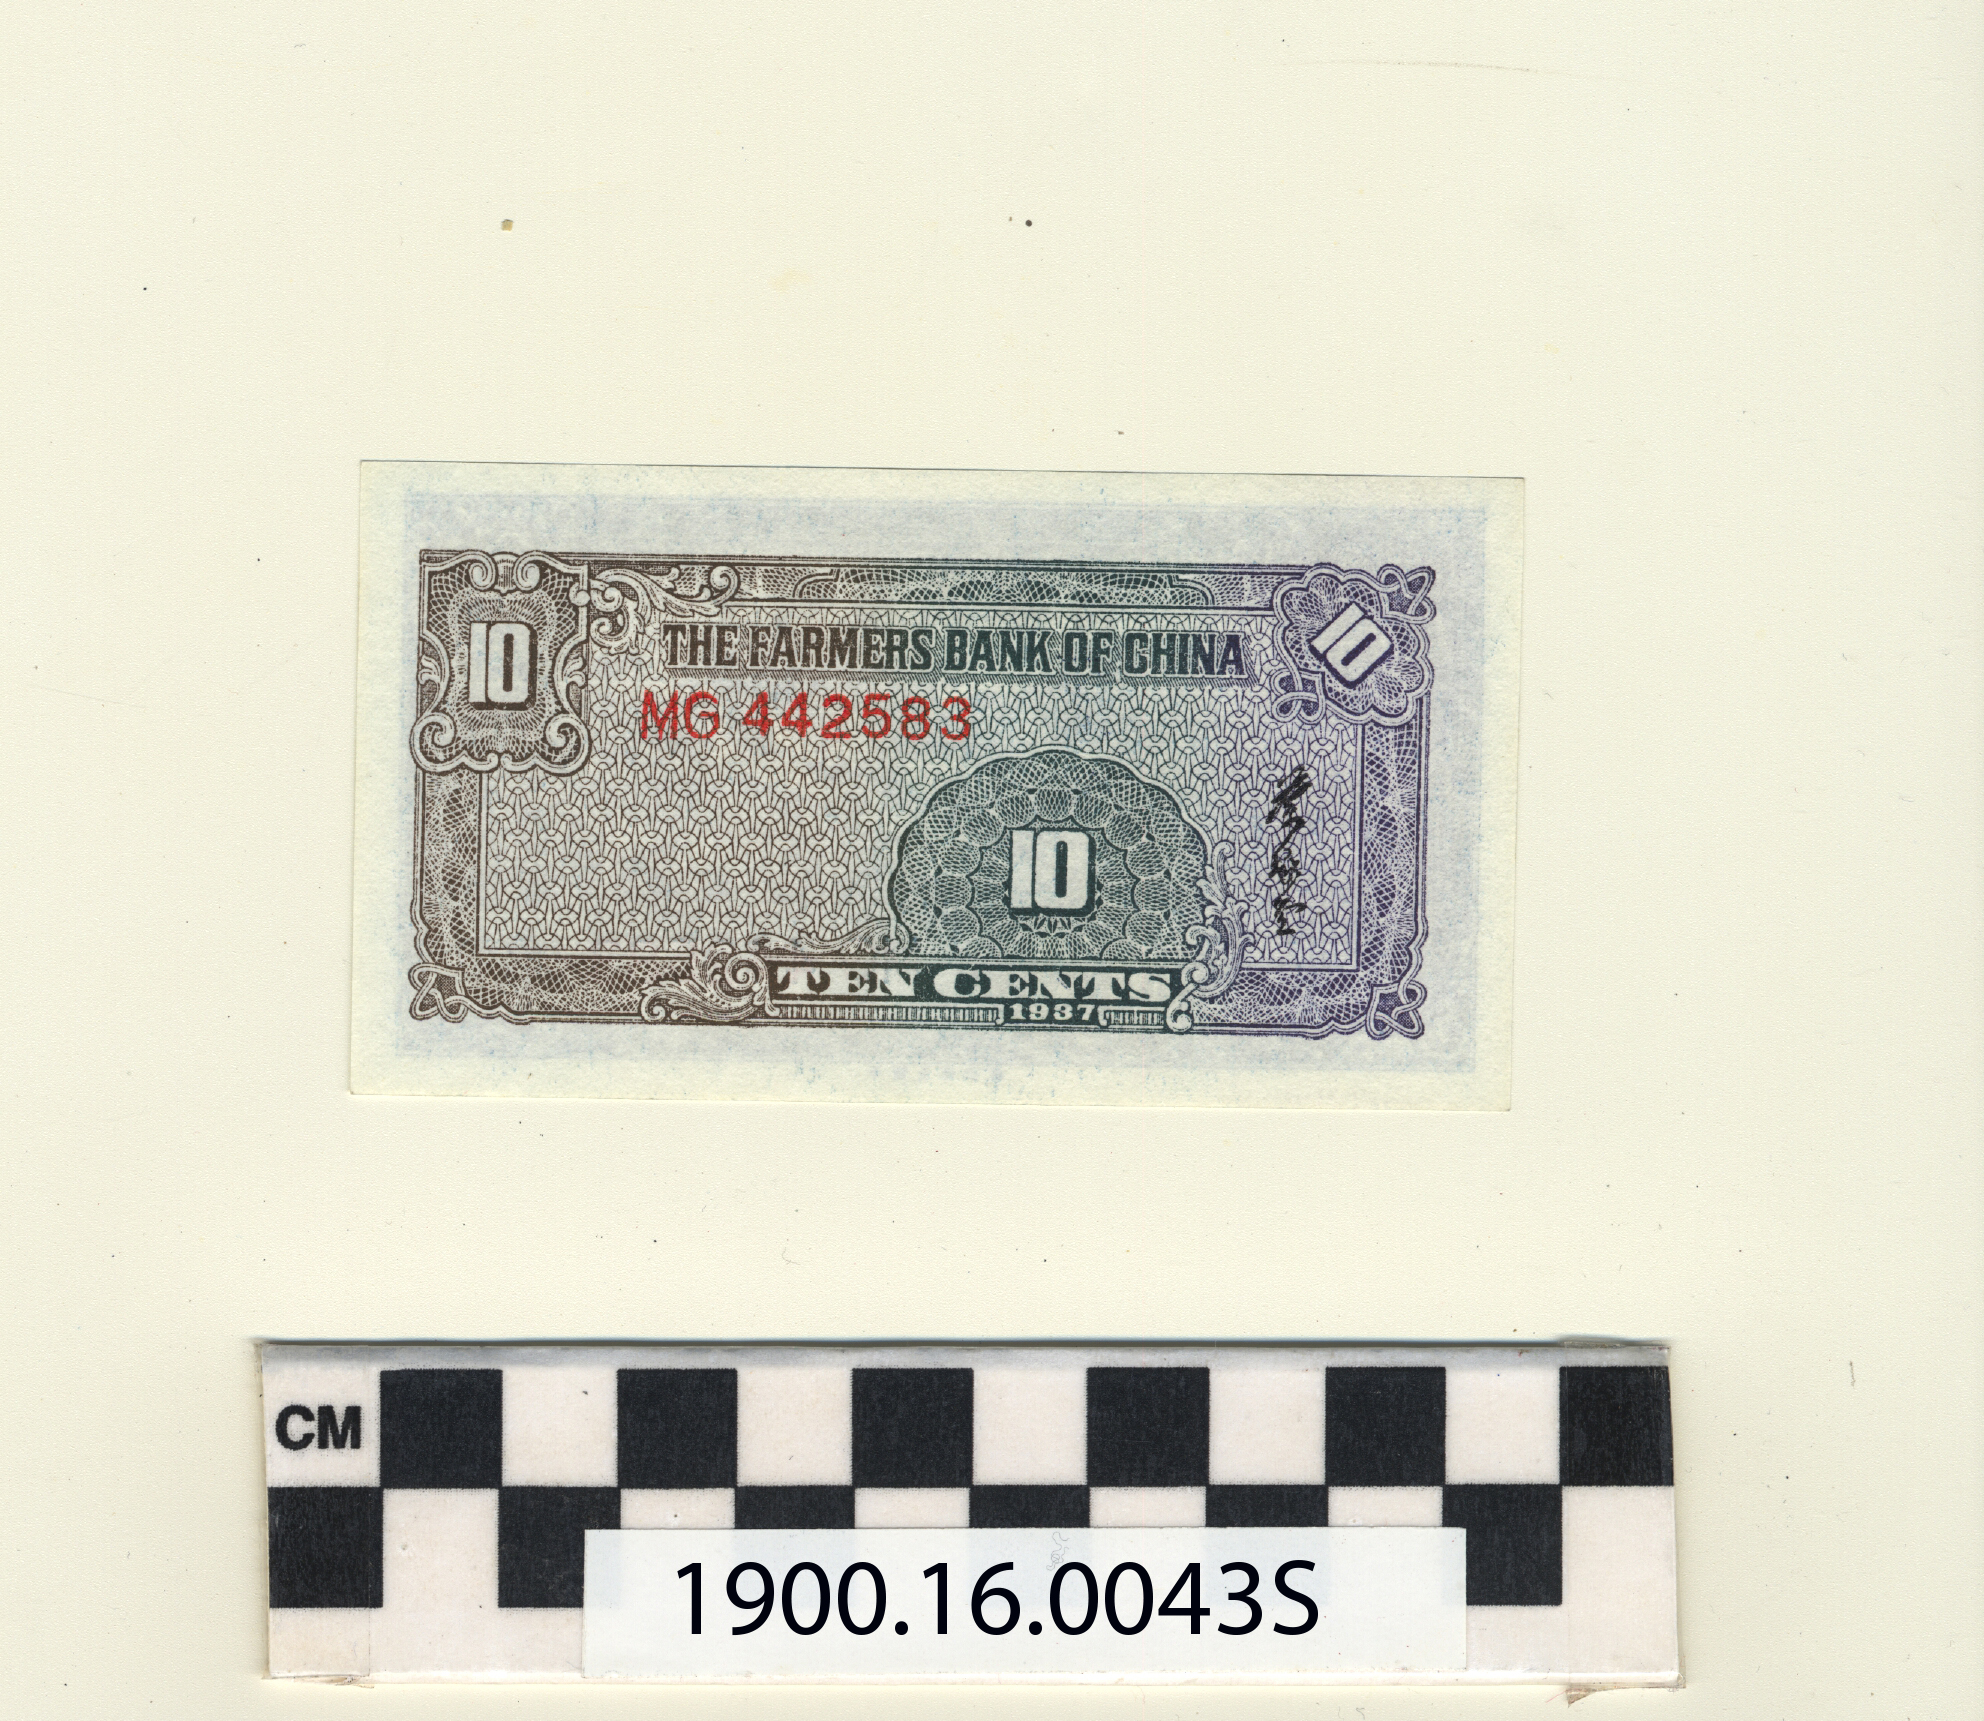 10
10
THE FARMERS BANK OF CHINA
MG 442583
10
TEN CENTS
1937
CM
1900.16.0043S